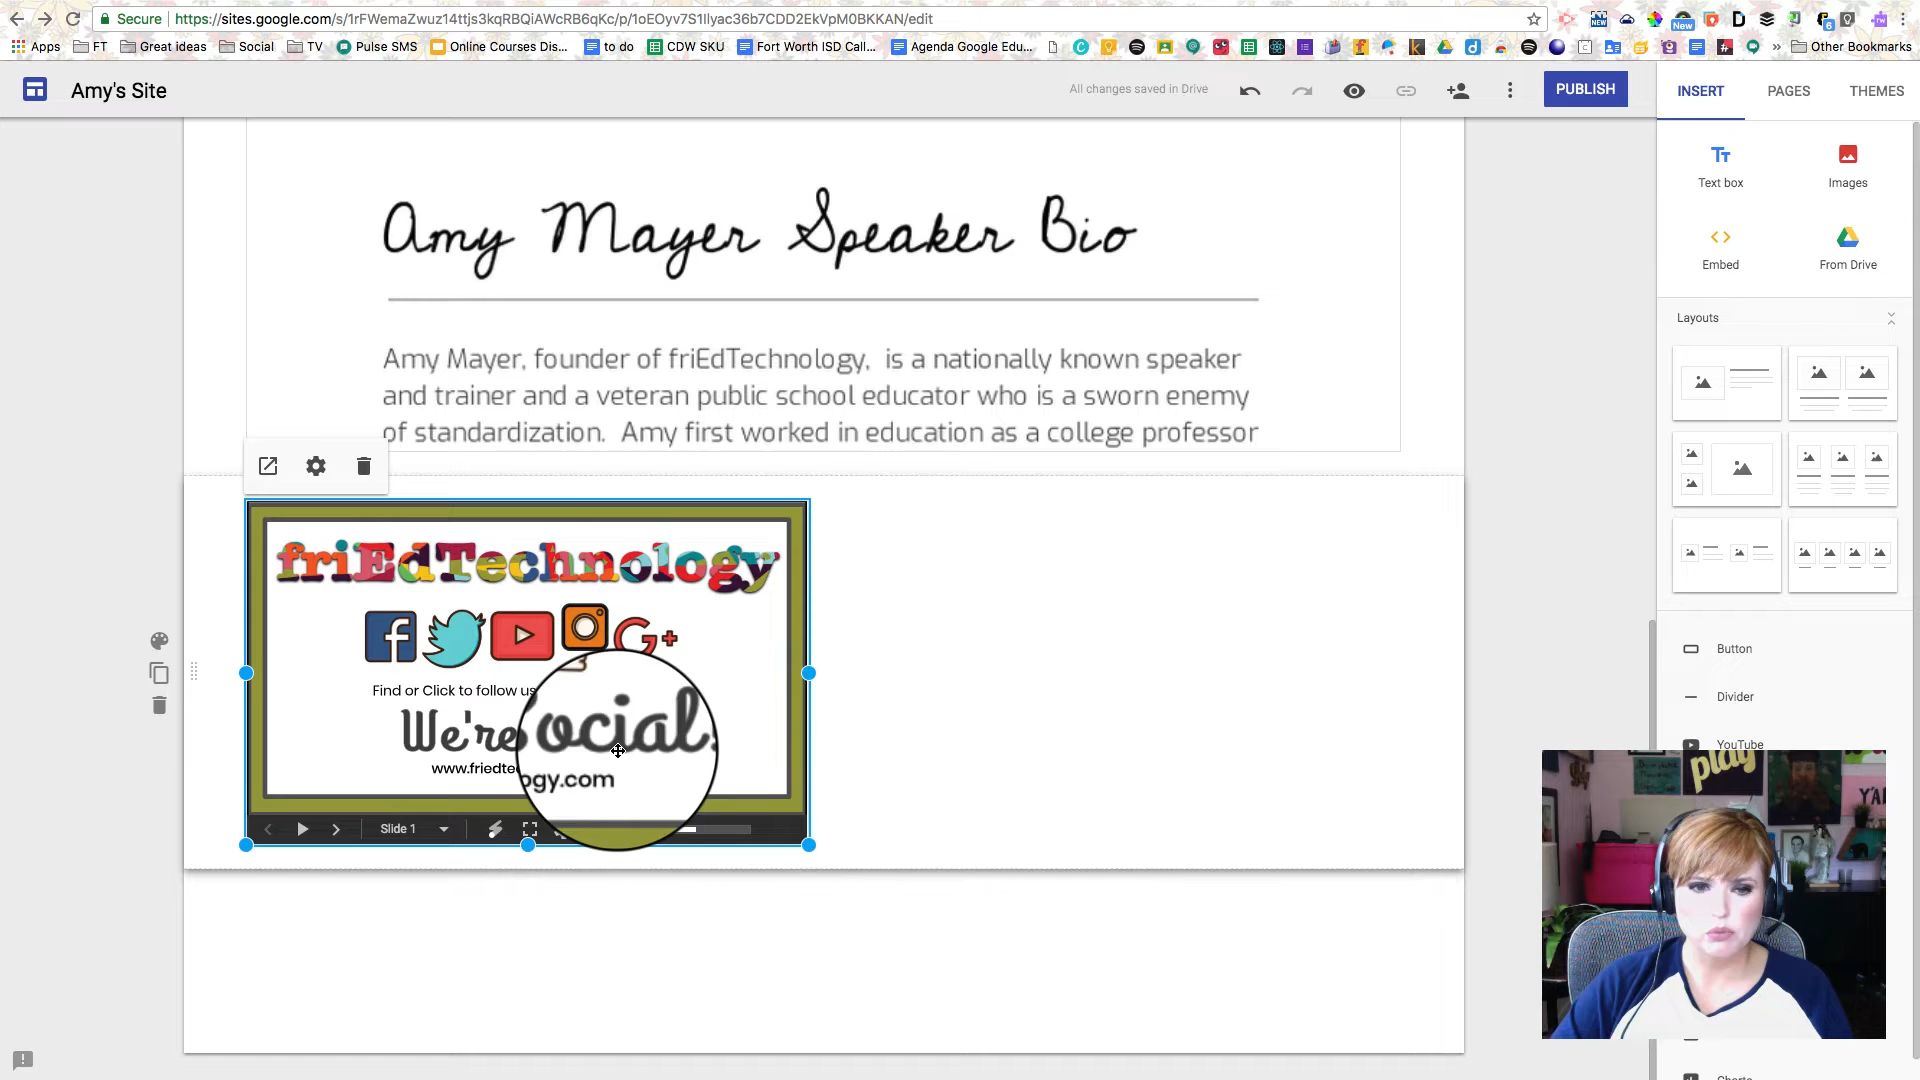 Secure https://sites.google.com/s/1rFWemaZwuz14ttjs3kqRBQiAWcRB6qKc/p/1oEOyv7S1Ilyac36b7CDD2EkVpM0BKKAN/edit
Apps FT Great ideas Social TV Pulse SMS Online Courses Dis... to do CDW SKU Fort Worth ISD Call... Agenda Google Edu... » Other Bookmarks
Amy's Site All changes saved in Drive PUBLISH INSERT PAGES THEMES
Text box Images
Embed From Drive
Layouts
Amy Mayer Speaker Bio
Amy Mayer, founder of friEdTechnology, is a nationally known speaker
and trainer and a veteran public school educator who is a sworn enemy
of standardization. Amy first worked in education as a college professor
friEdTechnology
Find or Click to follow us
We're ocial.
www.friedte ogy.com
Slide 1
Button
Divider
YouTube
play
Charts